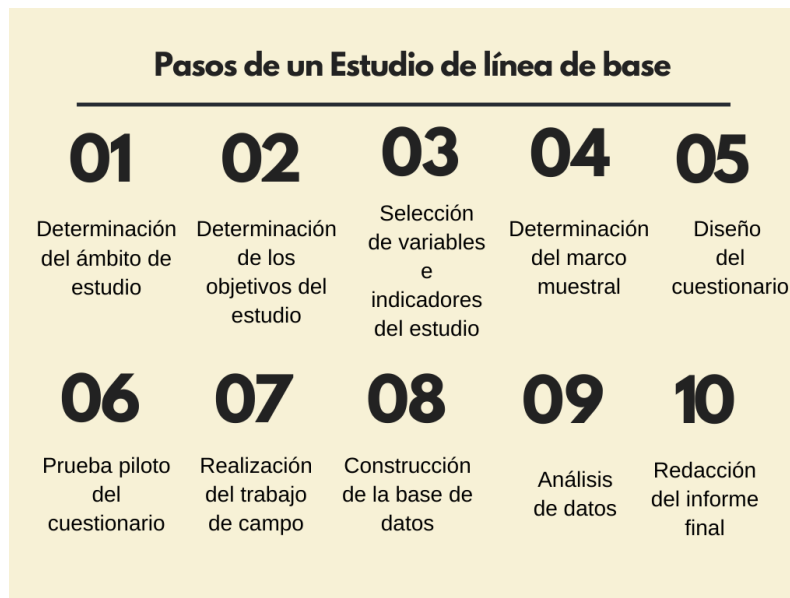 Pasos de un Estudio de línea de base
01
Determinación
del ámbito de
estudio
02
Determinación
de los
objetivos del
estudio
03
Selección
de variables
e
indicadores
del estudio
04
Determinación
del marco
muestral
05
Diseño
del
cuestionario
06
Prueba piloto
del
cuestionario
07
Realización
del trabajo
de campo
08
Construcción
de la base de
datos
09
Análisis
de datos
10
Redacción
del informe
final